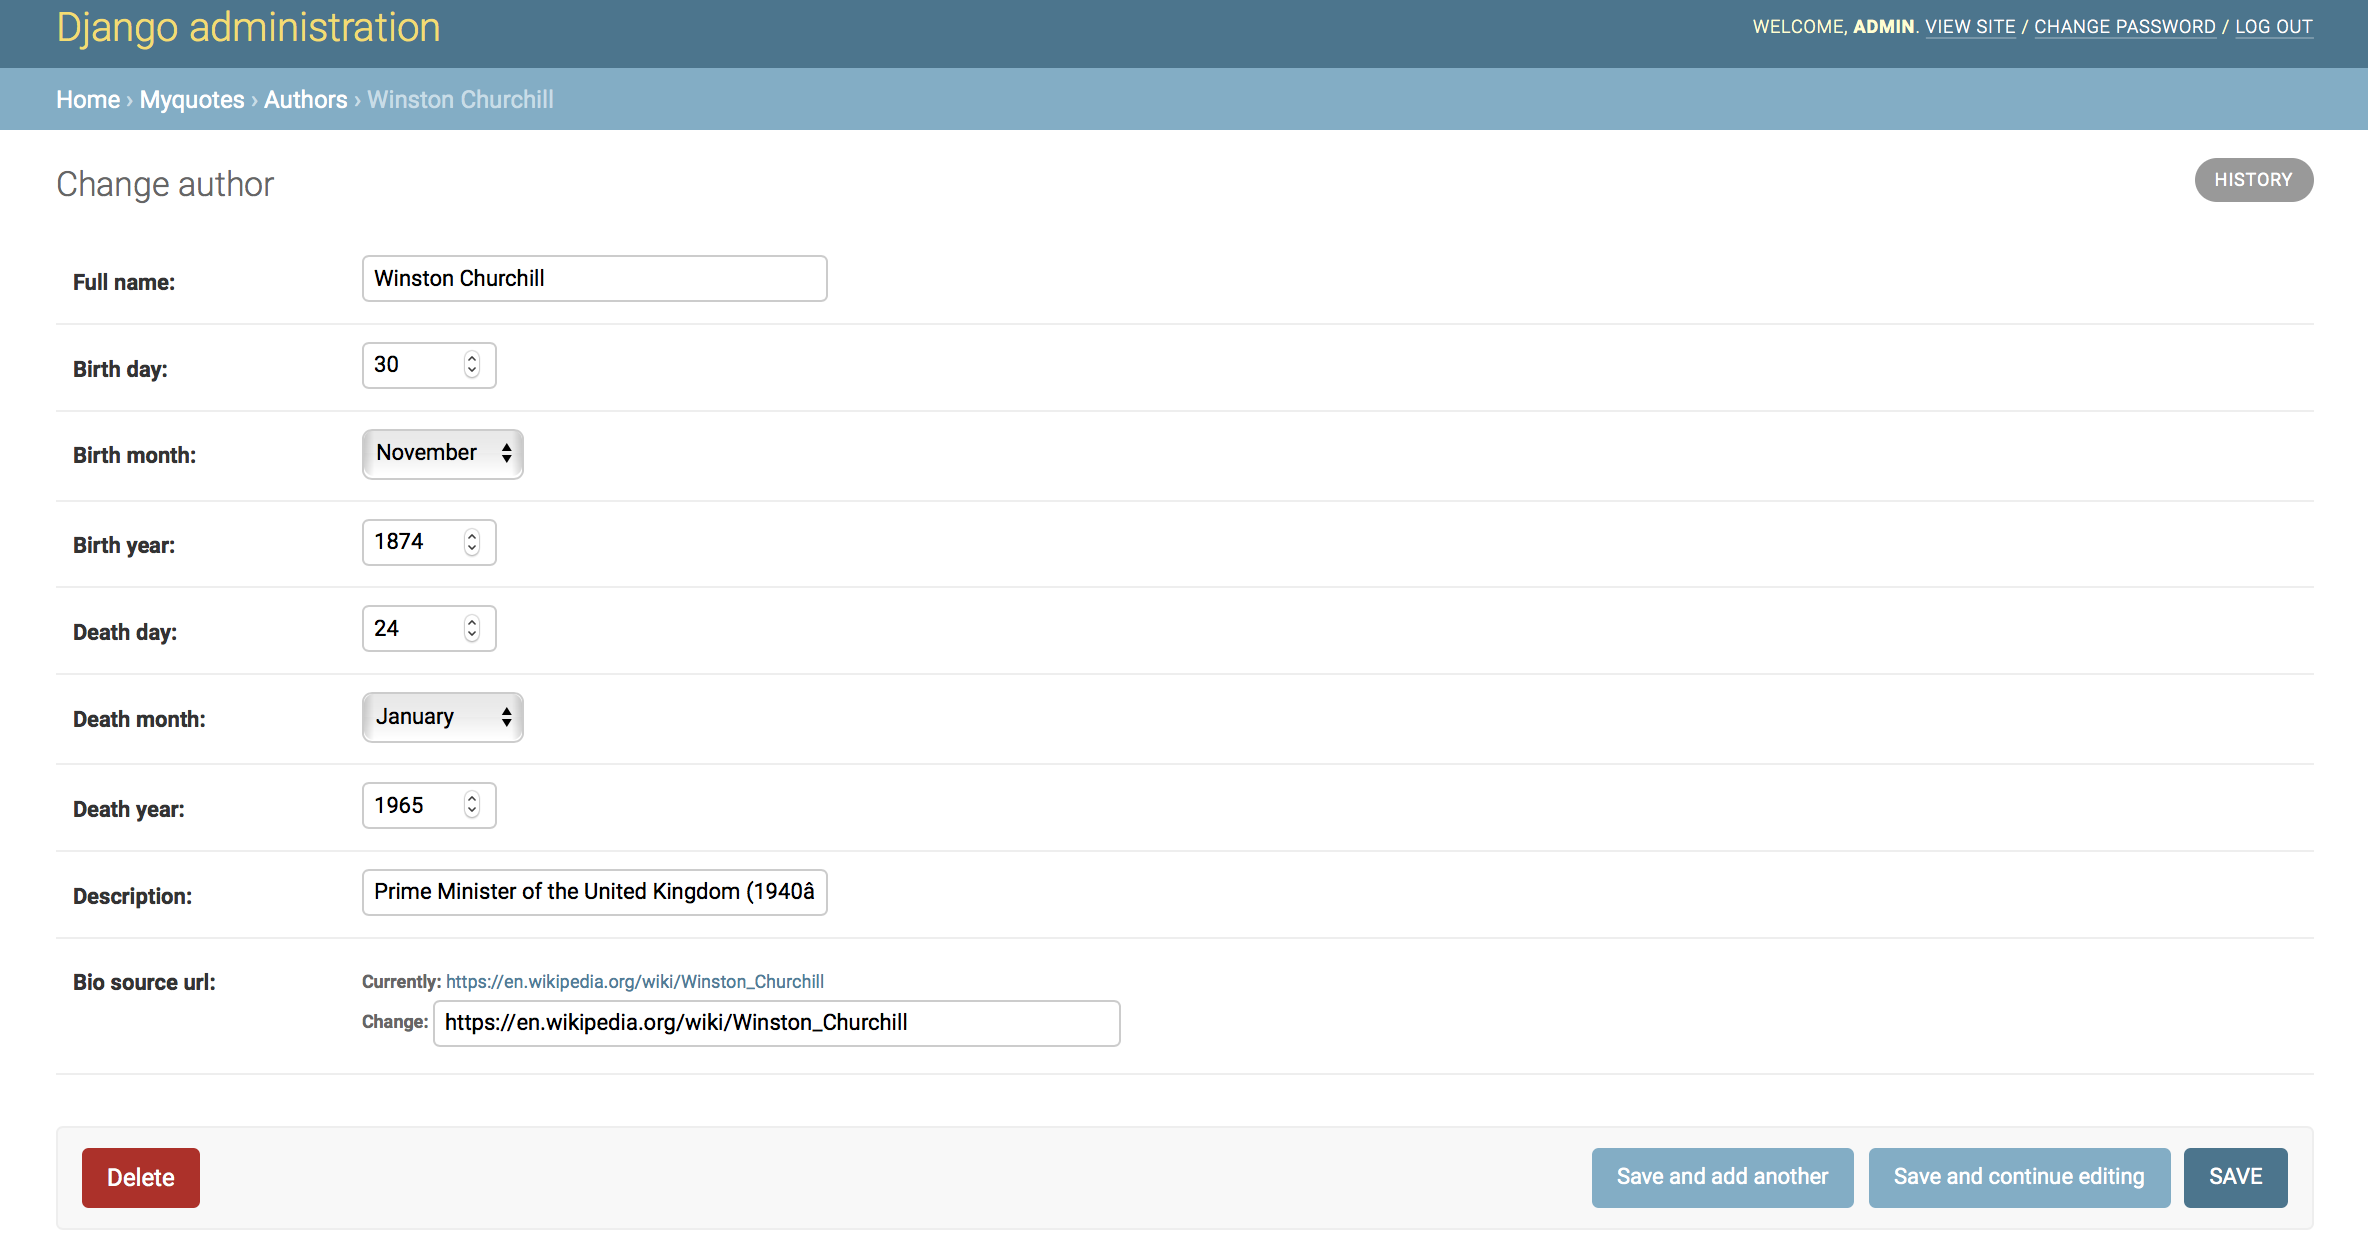 Django administration
WELCOME, ADMIN. VIEW SITE / CHANGE PASSWORD / LOG OUT
Home › Myquotes › Authors › Winston Churchill
Change author
HISTORY
Full name: Winston Churchill
Birth day: 30
Birth month: November
Birth year: 1874
Death day: 24
Death month: January
Death year: 1965
Description: Prime Minister of the United Kingdom (1940â
Bio source url: Currently: https://en.wikipedia.org/wiki/Winston_Churchill
Change: https://en.wikipedia.org/wiki/Winston_Churchill
Delete
Save and add another
Save and continue editing
SAVE